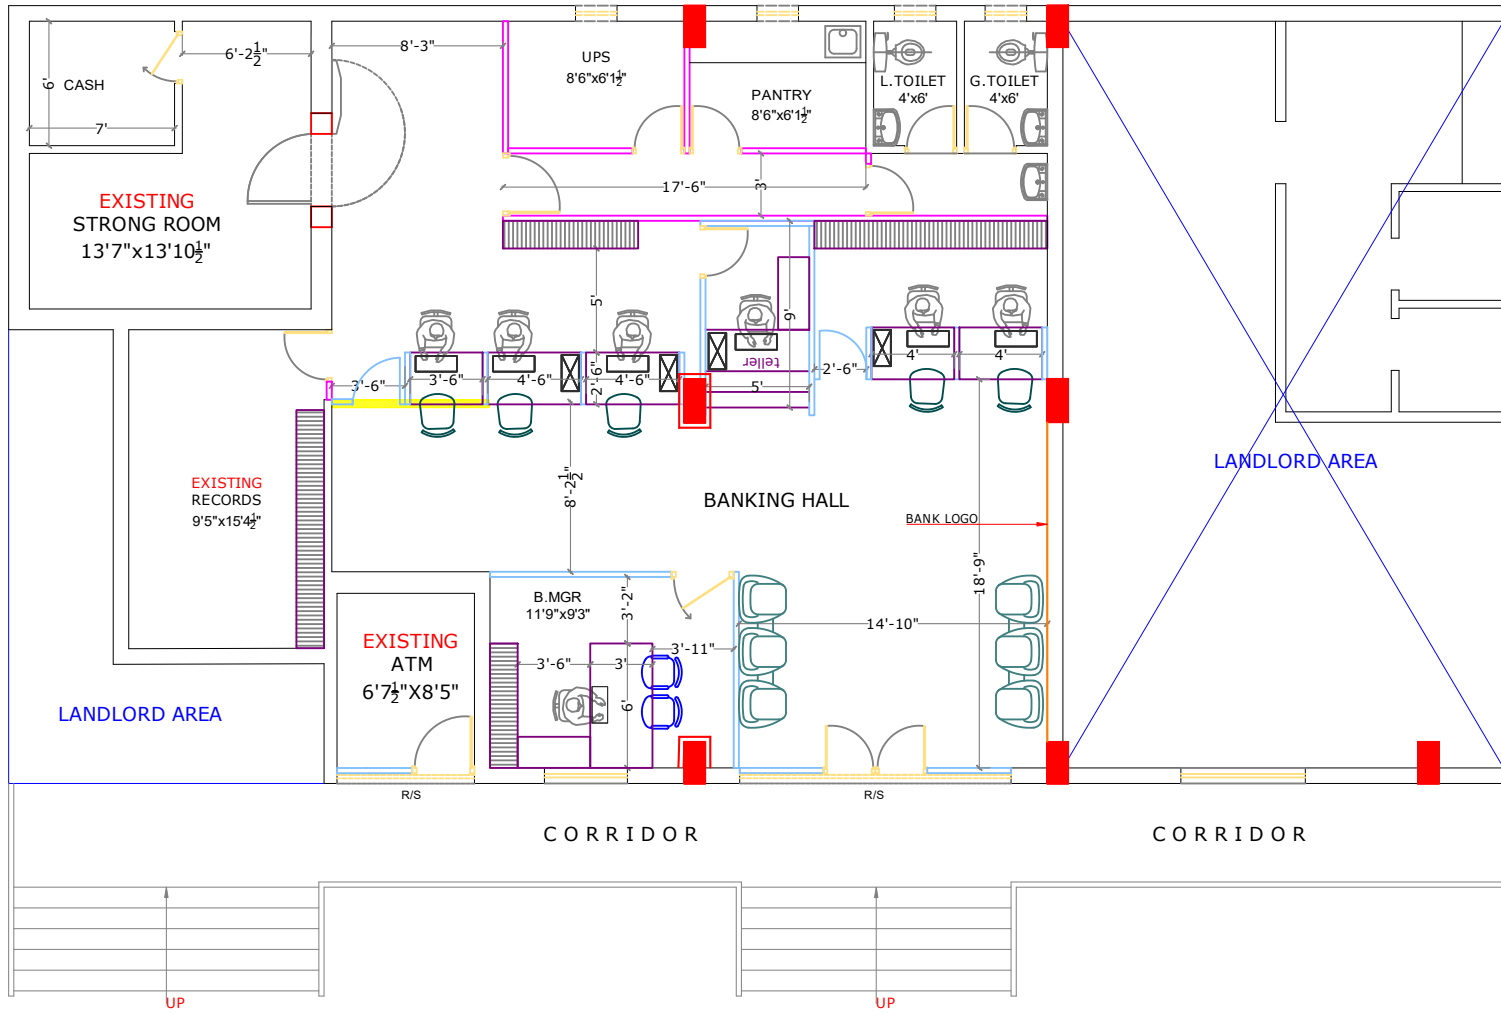 6'-2½"
8'-3"
UPS
8'6"x6'1½"
CASH
6'
7'
PANTRY
8'6"x6'1½"
L.TOILET
4'x6'
G.TOILET
4'x6'
17'-6"
3'
EXISTING
STRONG ROOM
13'7"x13'10½"
5'
9'
teller
3'-6"
3'-6"
4'-6"
2'-6"
4'-6"
5'
2'-6"
4'
4'
8'-2½"
EXISTING
RECORDS
9'5"x15'4½"
BANKING HALL
BANK LOGO
LANDLORD AREA
18'-9"
B.MGR
11'9"x9'3"
3'-2"
14'-10"
EXISTING
ATM
6'7½"X8'5"
3'-6"
3'
3'-11"
6'
LANDLORD AREA
R/S
R/S
CORRIDOR
CORRIDOR
UP
UP